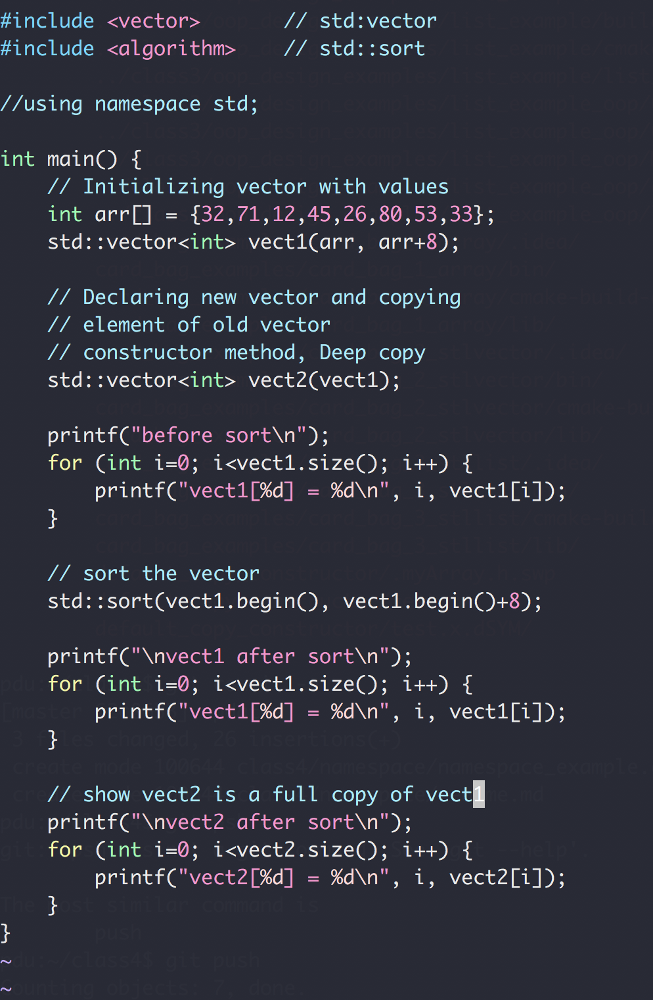 #include <vector>       // std:vector
#include <algorithm>    // std::sort
//using namespace std;
int main() {
    // Initializing vector with values
    int arr[] = {32,71,12,45,26,80,53,33};
    std::vector<int> vect1(arr, arr+8);
    // Declaring new vector and copying
    // element of old vector
    // constructor method, Deep copy
    std::vector<int> vect2(vect1);
    printf("before sort\n");
    for (int i=0; i<vect1.size(); i++) {
        printf("vect1[%d] = %d\n", i, vect1[i]);
    }
    // sort the vector
    std::sort(vect1.begin(), vect1.begin()+8);
    printf("\nvect1 after sort\n");
    for (int i=0; i<vect1.size(); i++) {
        printf("vect1[%d] = %d\n", i, vect1[i]);
    }
    // show vect2 is a full copy of vect1
    printf("\nvect2 after sort\n");
    for (int i=0; i<vect2.size(); i++) {
        printf("vect2[%d] = %d\n", i, vect2[i]);
    }
}
~
~